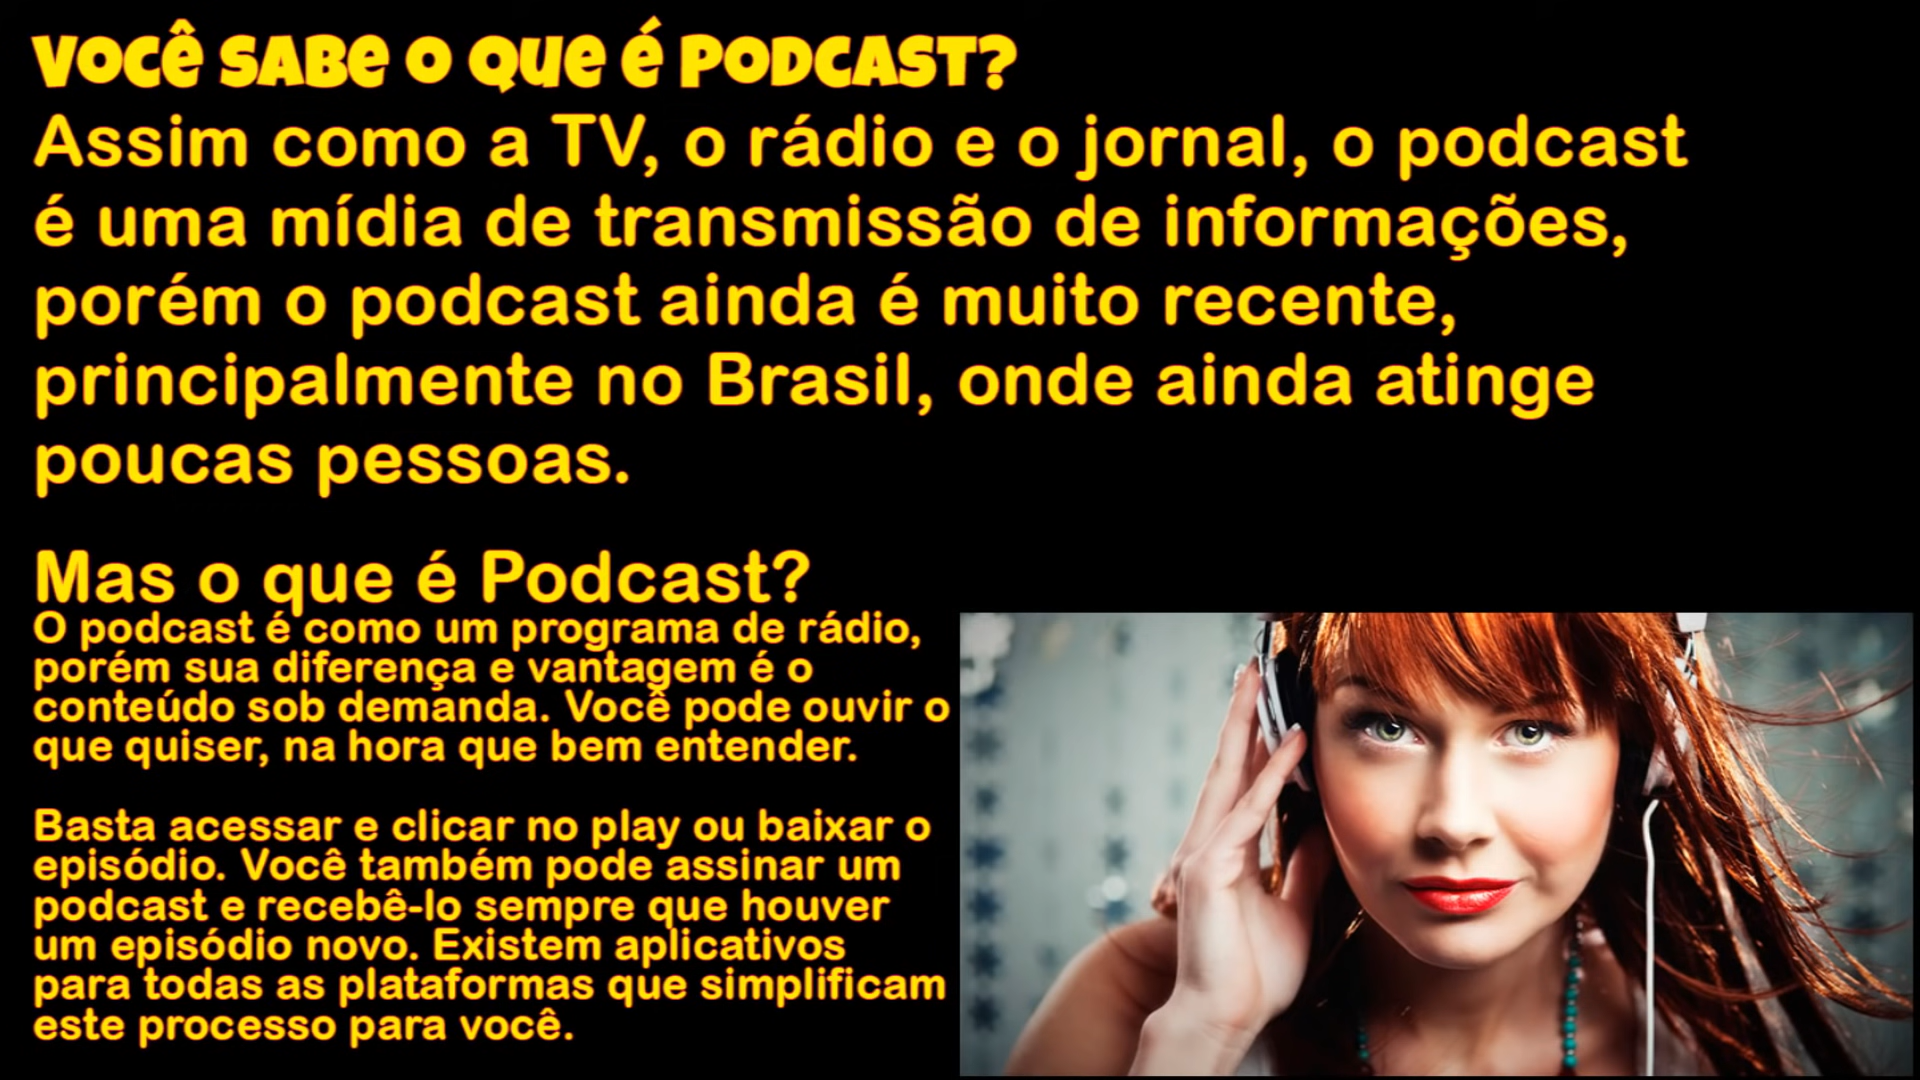 Você sabe o que é PODCAST?
Assim como a TV, o rádio e o jornal, o podcast
é uma mídia de transmissão de informações,
porém o podcast ainda é muito recente,
principalmente no Brasil, onde ainda atinge
poucas pessoas.
Mas o que é Podcast?
O podcast é como um programa de rádio,
porém sua diferença e vantagem é o
conteúdo sob demanda. Você pode ouvir o
que quiser, na hora que bem entender.
Basta acessar e clicar no play ou baixar o
episódio. Você também pode assinar um
podcast e recebê-lo sempre que houver
um episódio novo. Existem aplicativos
para todas as plataformas que simplificam
este processo para você.